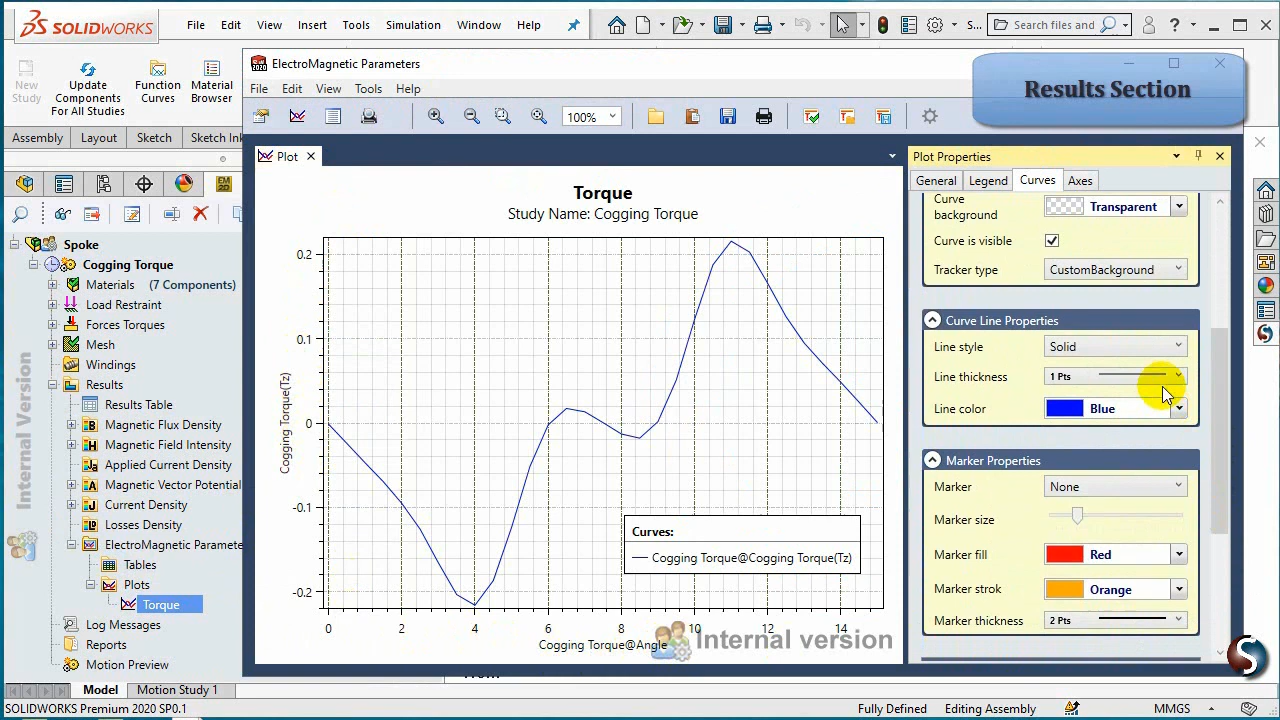 SOLIDWORKS
File Edit View Insert Tools Simulation Window Help
S...
Search files and
New Study
Update Components For All Studies
Function Curves
Material Browser
Assembly Layout Sketch Sketch Ink
ElectroMagnetic Parameters
File Edit View Tools Help
Results Section
100%
Plot
Plot Properties
General Legend Curves Axes
Spoke
Cogging Torque
Materials (7 Components)
Load Restraint
Forces Torques
Mesh
Windings
Results
Results Table
Magnetic Flux Density
Magnetic Field Intensity
Applied Current Density
Magnetic Vector Potential
Current Density
Losses Density
ElectroMagnetic Paramete
Tables
Plots
Torque
Log Messages
Reports
Motion Preview
Internal Version
Torque
Study Name: Cogging Torque
Cogging Torque(Tz)
0.2
0.1
0
-0.1
-0.2
0 2 4 6 8 10 12 14
Cogging Torque@Angle
Curves:
Cogging Torque@Cogging Torque(Tz)
Internal version
Curve background
Transparent
Curve is visible
Tracker type CustomBackground
Curve Line Properties
Line style Solid
Line thickness 1 Pts
Line color Blue
Marker Properties
Marker None
Marker size
Marker fill Red
Marker strok Orange
Marker thickness 2 Pts
Model Motion Study 1
SOLIDWORKS Premium 2020 SP0.1
Fully Defined Editing Assembly MMGS